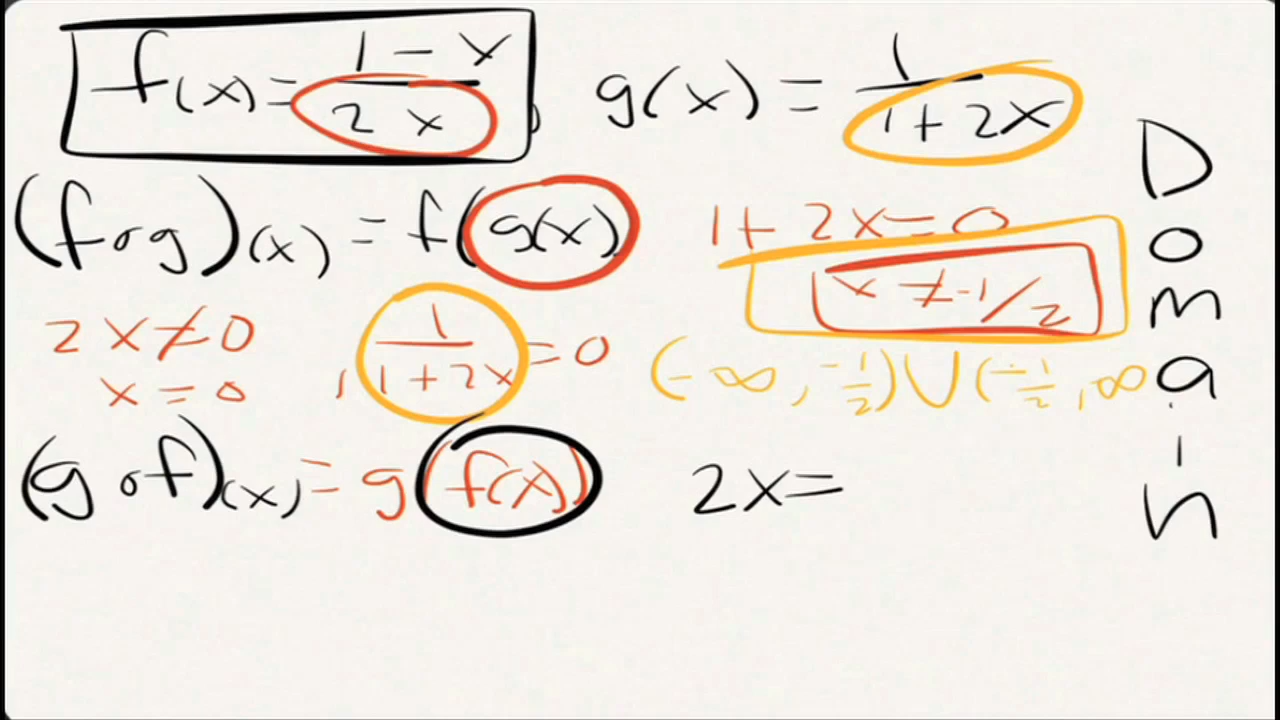 f(x) = 1 - x / 2x , g(x) = 1 / 1 + 2x
(f o g)(x) = f(g(x)) 1 + 2x = 0
x ≠ -1/2
2x ≠ 0 1 / 1 + 2x = 0 (-∞, -1/2) ∪ (-1/2, ∞
x = 0
(g o f)(x) = g(f(x)) 2x =
Domain